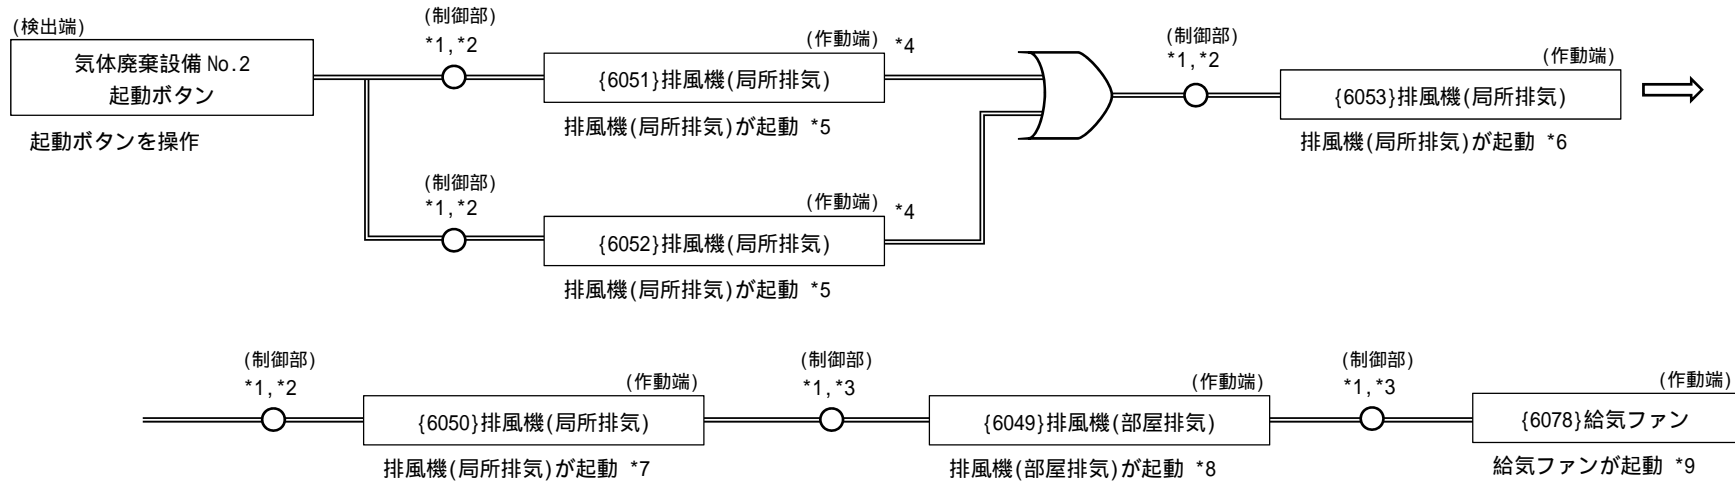 (検出端)
気体廃棄設備 No.2
起動ボタン
起動ボタンを操作
(制御部)
*1,*2
(作動端) *4
{6051}排風機(局所排気)
排風機(局所排気)が起動 *5
(制御部)
*1,*2
(作動端) *4
{6052}排風機(局所排気)
排風機(局所排気)が起動 *5
(制御部)
*1,*2
(作動端)
{6053}排風機(局所排気)
排風機(局所排気)が起動 *6
(制御部)
*1,*2
(作動端)
{6050}排風機(局所排気)
排風機(局所排気)が起動 *7
(制御部)
*1,*3
(作動端)
{6049}排風機(部屋排気)
排風機(部屋排気)が起動 *8
(制御部)
*1,*3
(作動端)
{6078}給気ファン
給気ファンが起動 *9